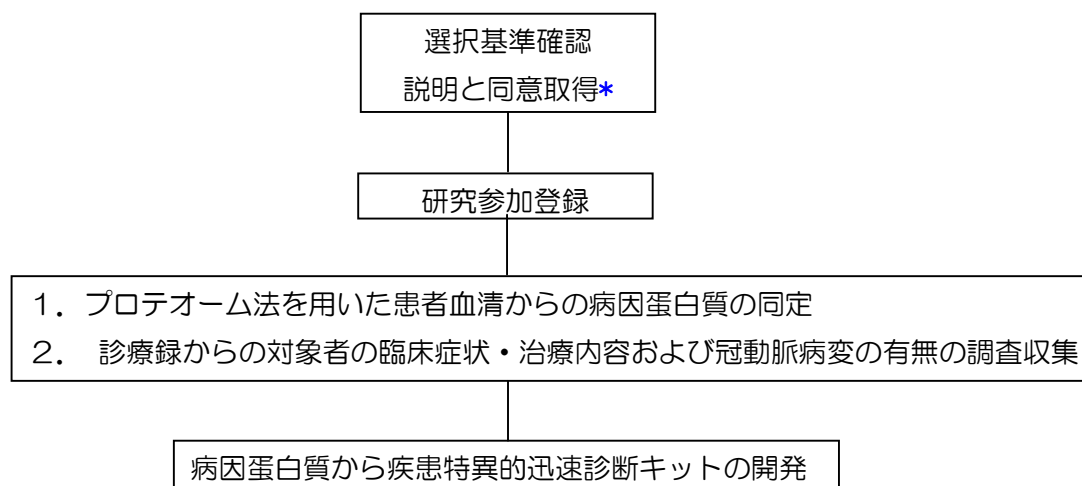 選択基準確認
説明と同意取得*
研究参加登録
1．プロテオーム法を用いた患者血清からの病因蛋白質の同定
2． 診療録からの対象者の臨床症状・治療内容および冠動脈病変の有無の調査収集
病因蛋白質から疾患特異的迅速診断キットの開発